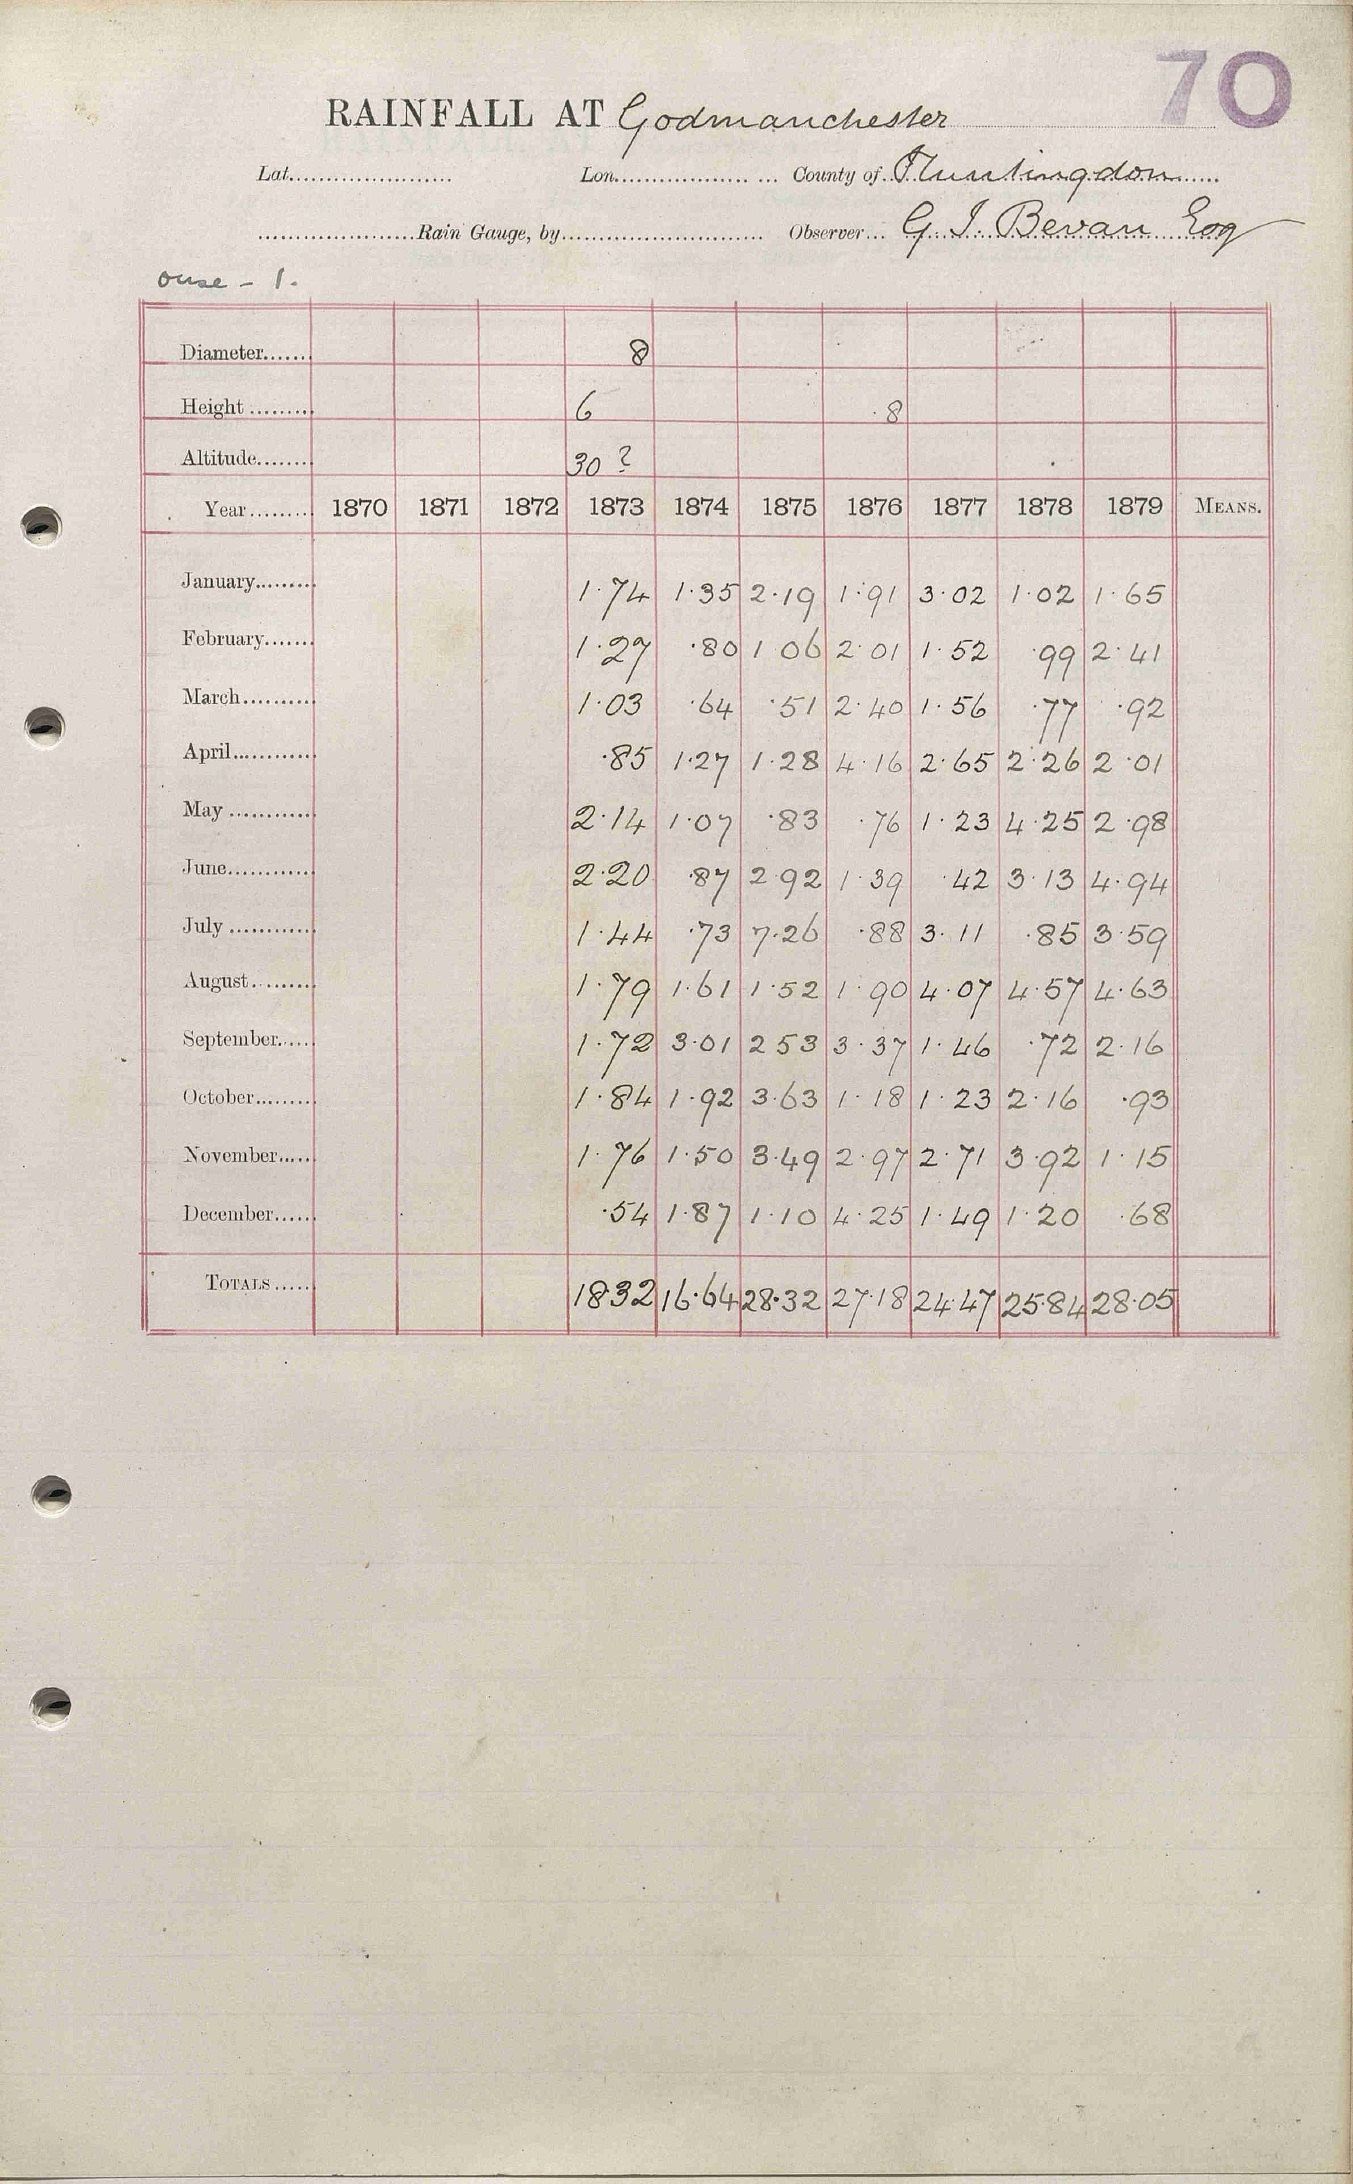 70
RAINFALL AT Godmanchester
Lat..................... Lon.................... County of Huntingdon
.....................Rain Gauge, by.......................... Observer... G. I. Bevan Esq
ouse - 1.
Diameter....... 8
Height ......... 6 ·8
Altitude........ 30 ?
Year......... 1870 1871 1872 1873 1874 1875 1876 1877 1878 1879 MEANS.
January......... 1·74 1·35 2·19 1·91 3·02 1·02 1·65
February....... 1·27 ·80 1 06 2·01 1·52 ·99 2·41
March.......... 1·03 ·64 ·51 2·40 1·56 ·77 ·92
April............ ·85 1·27 1·28 4·16 2·65 2·26 2·01
May ............ 2·14 1·07 ·83 ·76 1·23 4·25 2·98
June............ 2·20 ·87 2 92 1·39 ·42 3·13 4·94
July ............ 1·44 ·73 7·26 ·88 3·11 ·85 3·59
August......... 1·79 1·61 1·52 1·90 4·07 4·57 4·63
September...... 1·72 3·01 2 53 3·37 1·46 ·72 2·16
October......... 1·84 1·92 3·63 1·18 1·23 2·16 ·93
November...... 1·76 1·50 3·49 2·97 2·71 3·92 1·15
December...... ·54 1·87 1·10 4·25 1·49 1·20 ·68
TOTALS...... 18·32 16·64 28·32 27·18 24·47 25·84 28·05